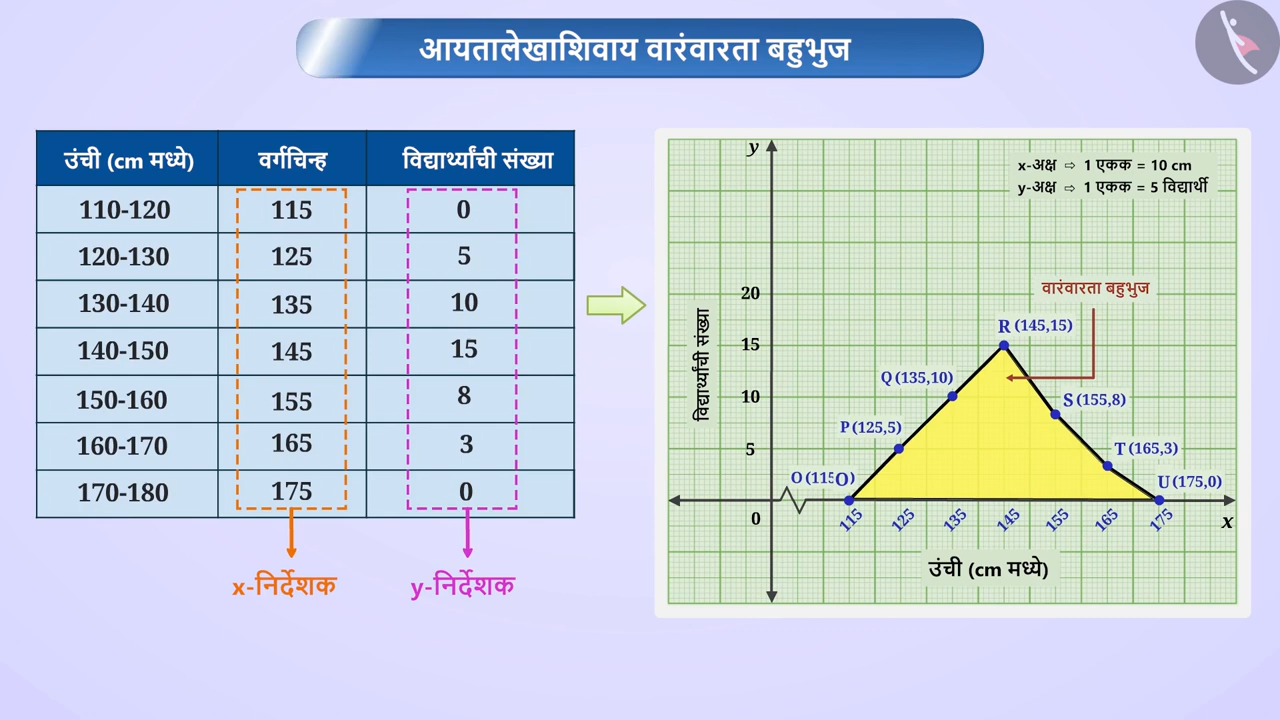 आयतालेखाशिवाय वारंवारता बहुभुज
उंची (cm मध्ये) वर्गचिन्ह विद्यार्थ्यांची संख्या
110-120 115 0
120-130 125 5
130-140 135 10
140-150 145 15
150-160 155 8
160-170 165 3
170-180 175 0
x-निर्देशक y-निर्देशक
y
x-अक्ष ⇨ 1 एकक = 10 cm
y-अक्ष ⇨ 1 एकक = 5 विद्यार्थी
वारंवारता बहुभुज
विद्यार्थ्यांची संख्या
20
15
10
5
0
R (145,15)
Q (135,10)
S (155,8)
P (125,5)
T (165,3)
O (115O)
U (175,0)
115 125 135 145 155 165 175
x
उंची (cm मध्ये)